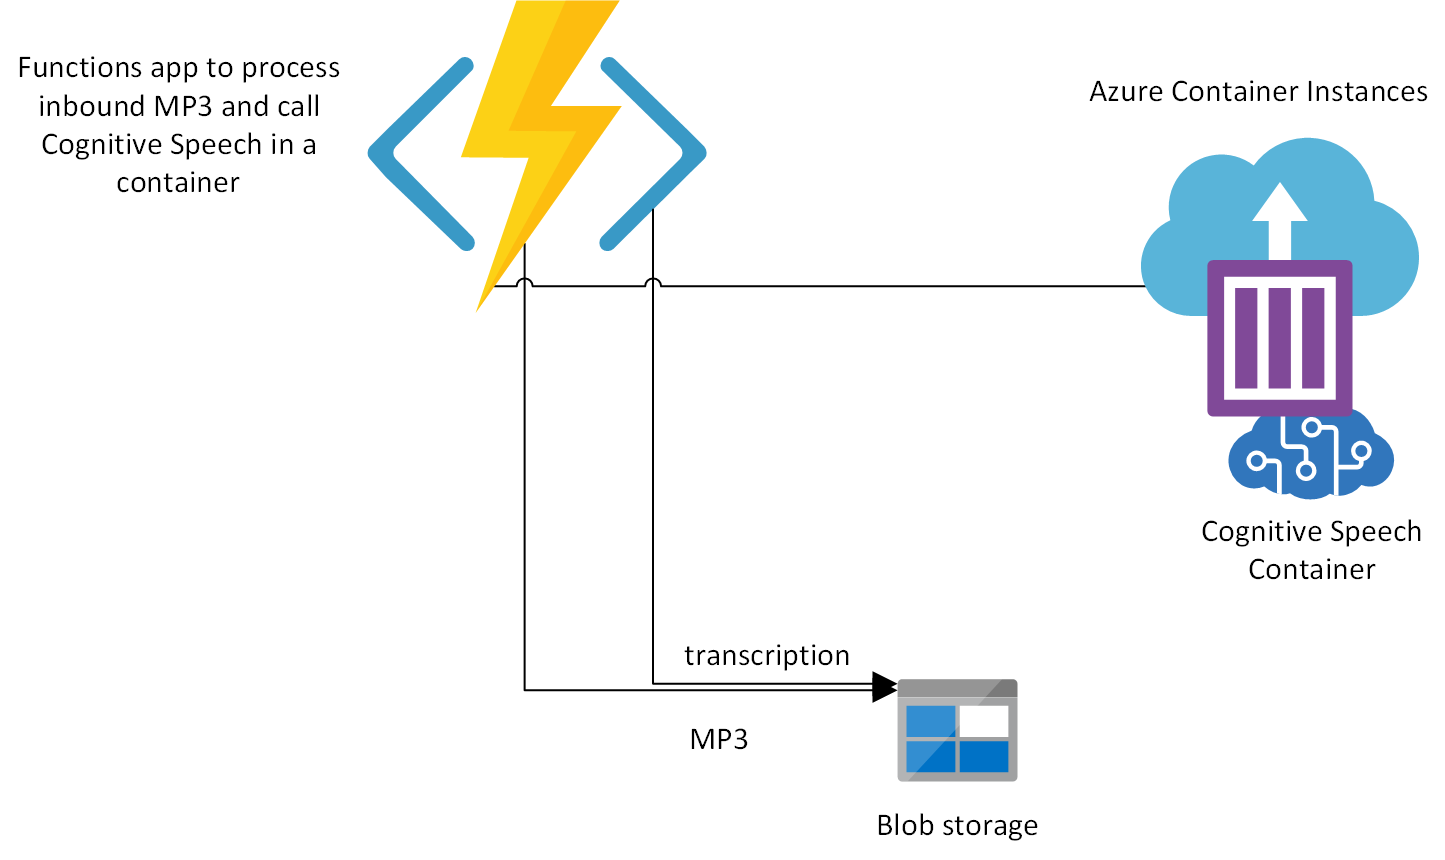 Functions app to process
inbound MP3 and call
Cognitive Speech in a
container
Azure Container Instances
Cognitive Speech
Container
transcription
MP3
Blob storage